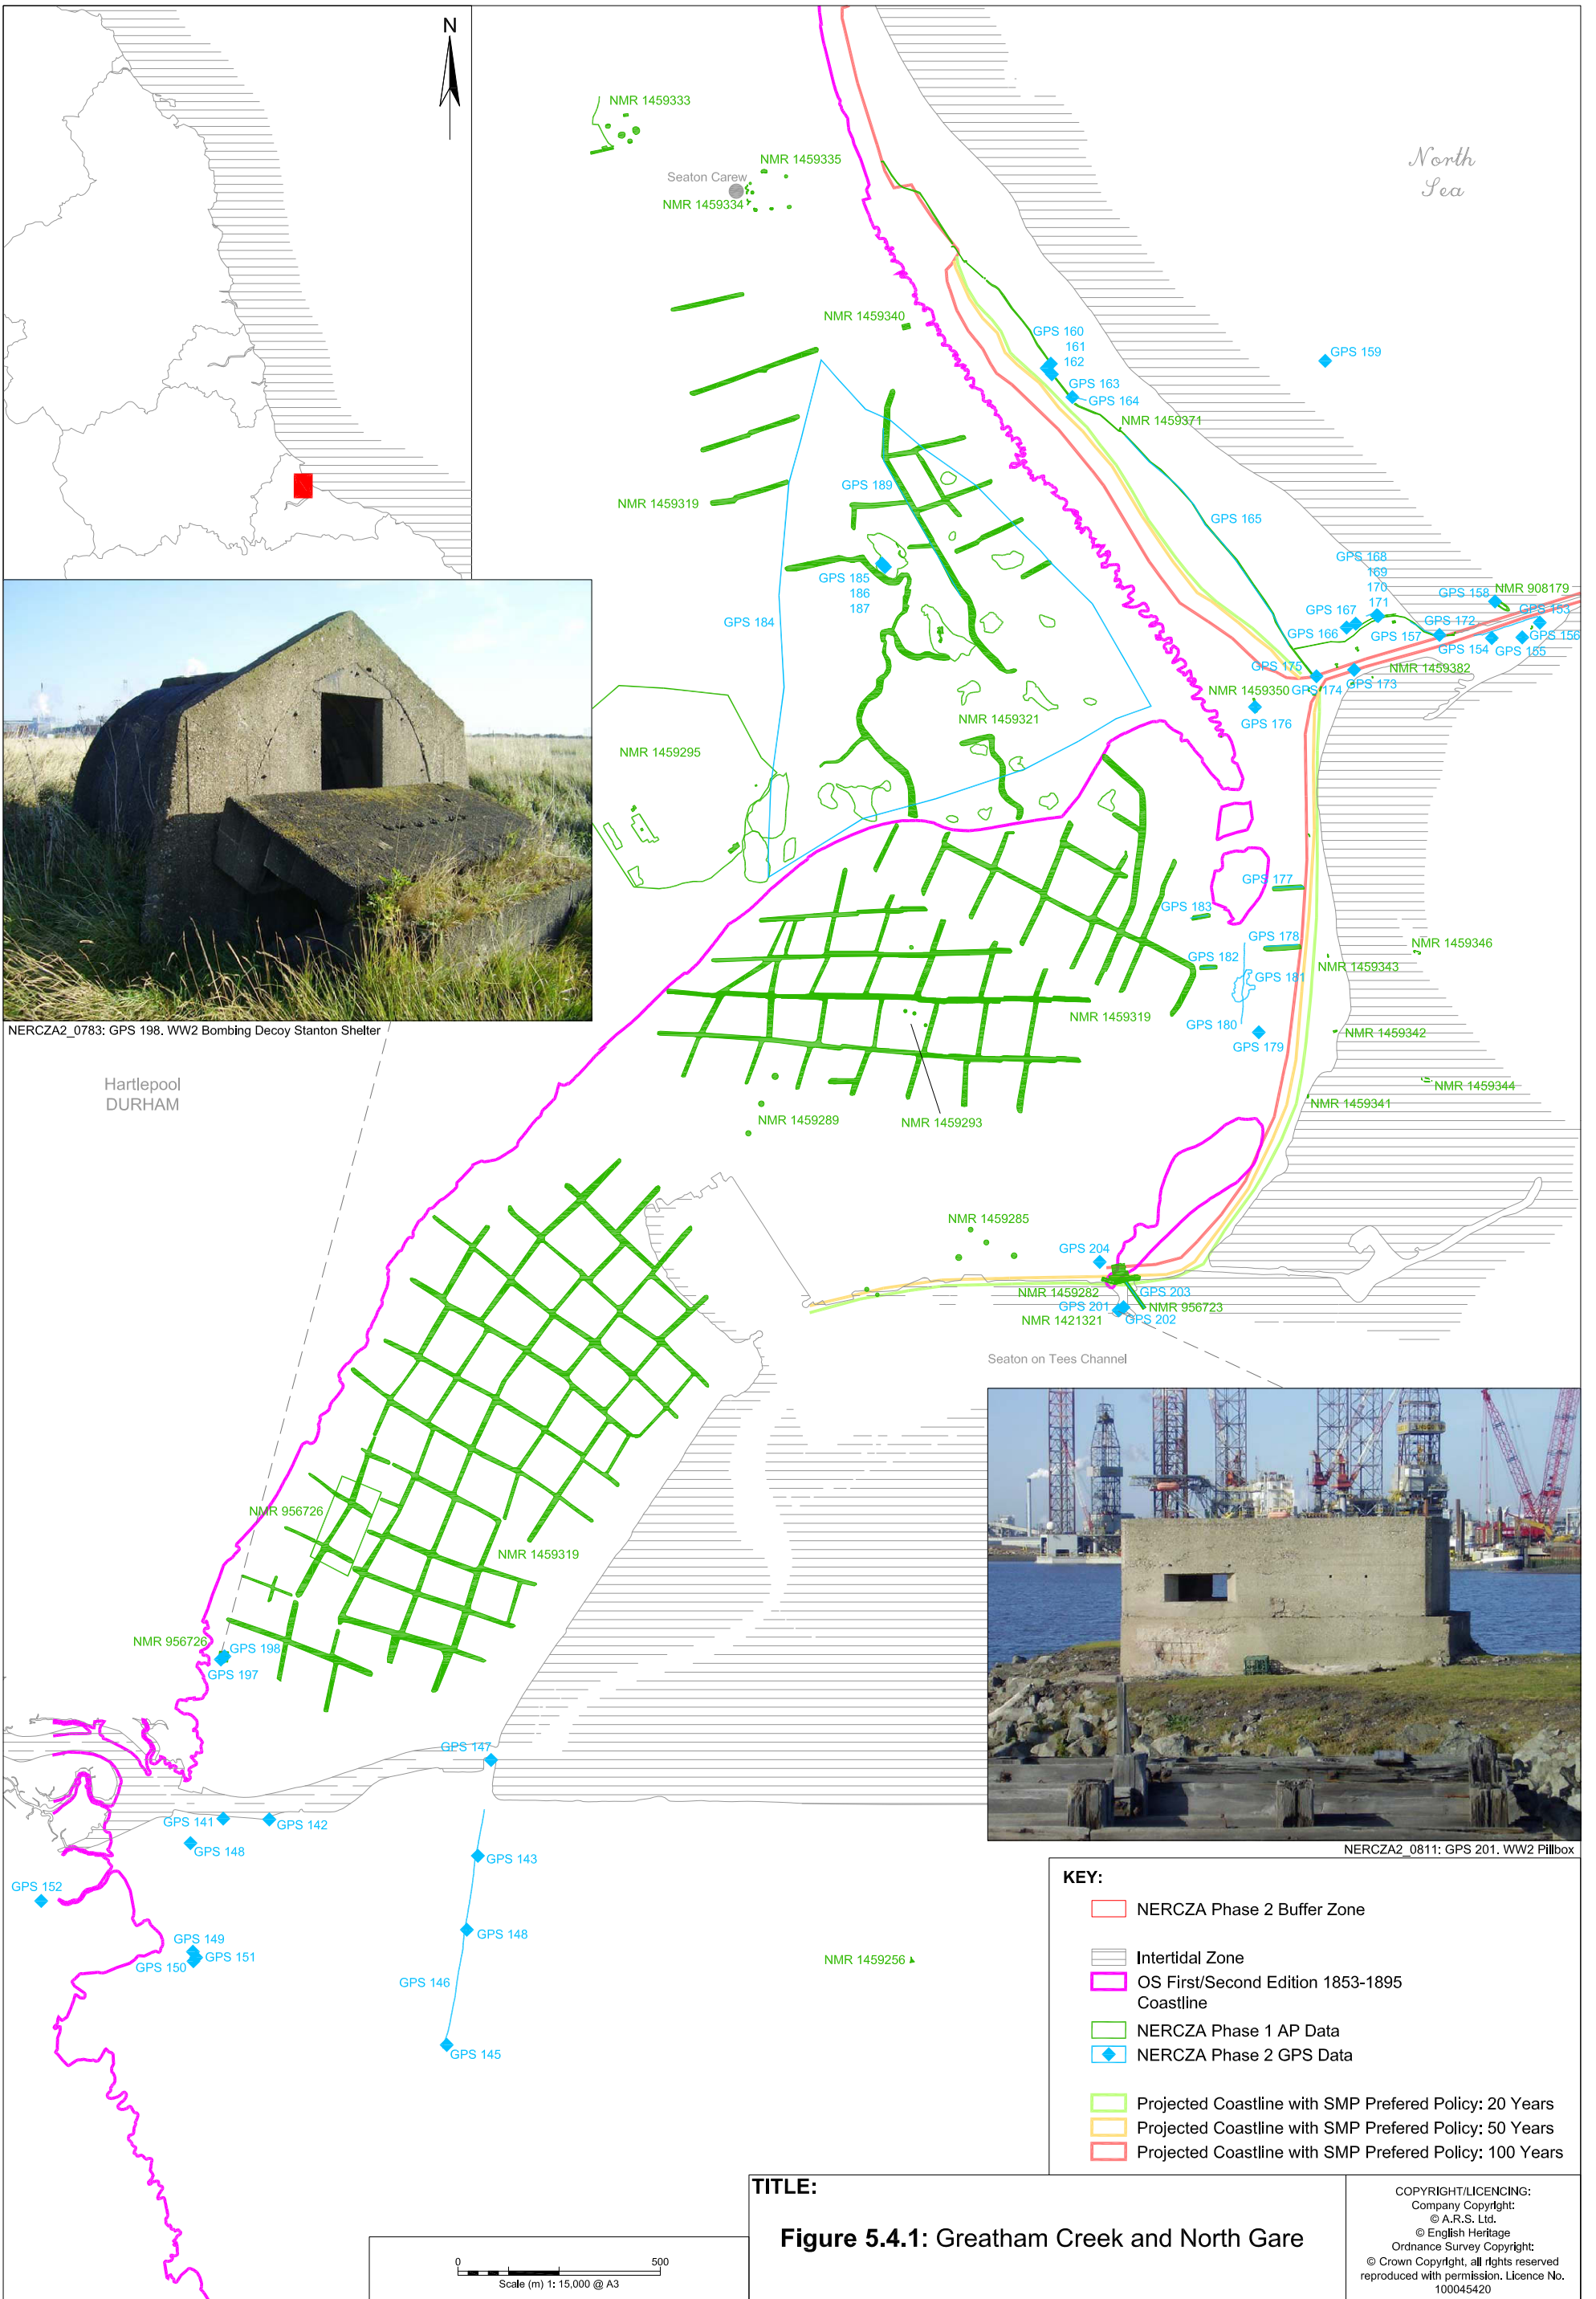 N
NMR 1459333
North
Sea
NMR 1459335
Seaton Carew
NMR 1459334
NMR 1459340
GPS 160
161
162
GPS 159
GPS 163
GPS 164
NMR 1459371
GPS 189
NMR 1459319
GPS 165
GPS 168
169
170
171
GPS 185
186
187
GPS 158
NMR 908179
GPS 167
GPS 153
GPS 184
GPS 166
GPS 157
GPS 172
GPS 154
GPS 156
GPS 155
GPS 175
NMR 1459382
NMR 1459350
GPS 174
GPS 173
GPS 176
NMR 1459321
NMR 1459295
GPS 177
GPS 183
GPS 178
NMR 1459346
GPS 182
NMR 1459343
GPS 181
NMR 1459319
GPS 180
NERCZA2_0783: GPS 198. WW2 Bombing Decoy Stanton Shelter
NMR 1459342
GPS 179
Hartlepool
DURHAM
NMR 1459344
NMR 1459341
NMR 1459289
NMR 1459293
NMR 1459285
GPS 204
NMR 1459282
GPS 203
GPS 201
NMR 956723
NMR 1421321
GPS 202
Seaton on Tees Channel
NMR 956726
NMR 1459319
NMR 956726
GPS 198
GPS 197
GPS 147
GPS 141
GPS 142
GPS 148
GPS 143
NERCZA2_0811: GPS 201. WW2 Pillbox
GPS 152
GPS 148
GPS 149
GPS 151
GPS 150
NMR 1459256
GPS 146
GPS 145
KEY:
NERCZA Phase 2 Buffer Zone
Intertidal Zone
OS First/Second Edition 1853-1895
Coastline
NERCZA Phase 1 AP Data
NERCZA Phase 2 GPS Data
Projected Coastline with SMP Prefered Policy: 20 Years
Projected Coastline with SMP Prefered Policy: 50 Years
Projected Coastline with SMP Prefered Policy: 100 Years
TITLE:
Figure 5.4.1: Greatham Creek and North Gare
0 500
Scale (m) 1: 15,000 @ A3
COPYRIGHT/LICENCING:
Company Copyright:
© A.R.S. Ltd.
© English Heritage
Ordnance Survey Copyright:
© Crown Copyright, all rights reserved
reproduced with permission. Licence No.
100045420